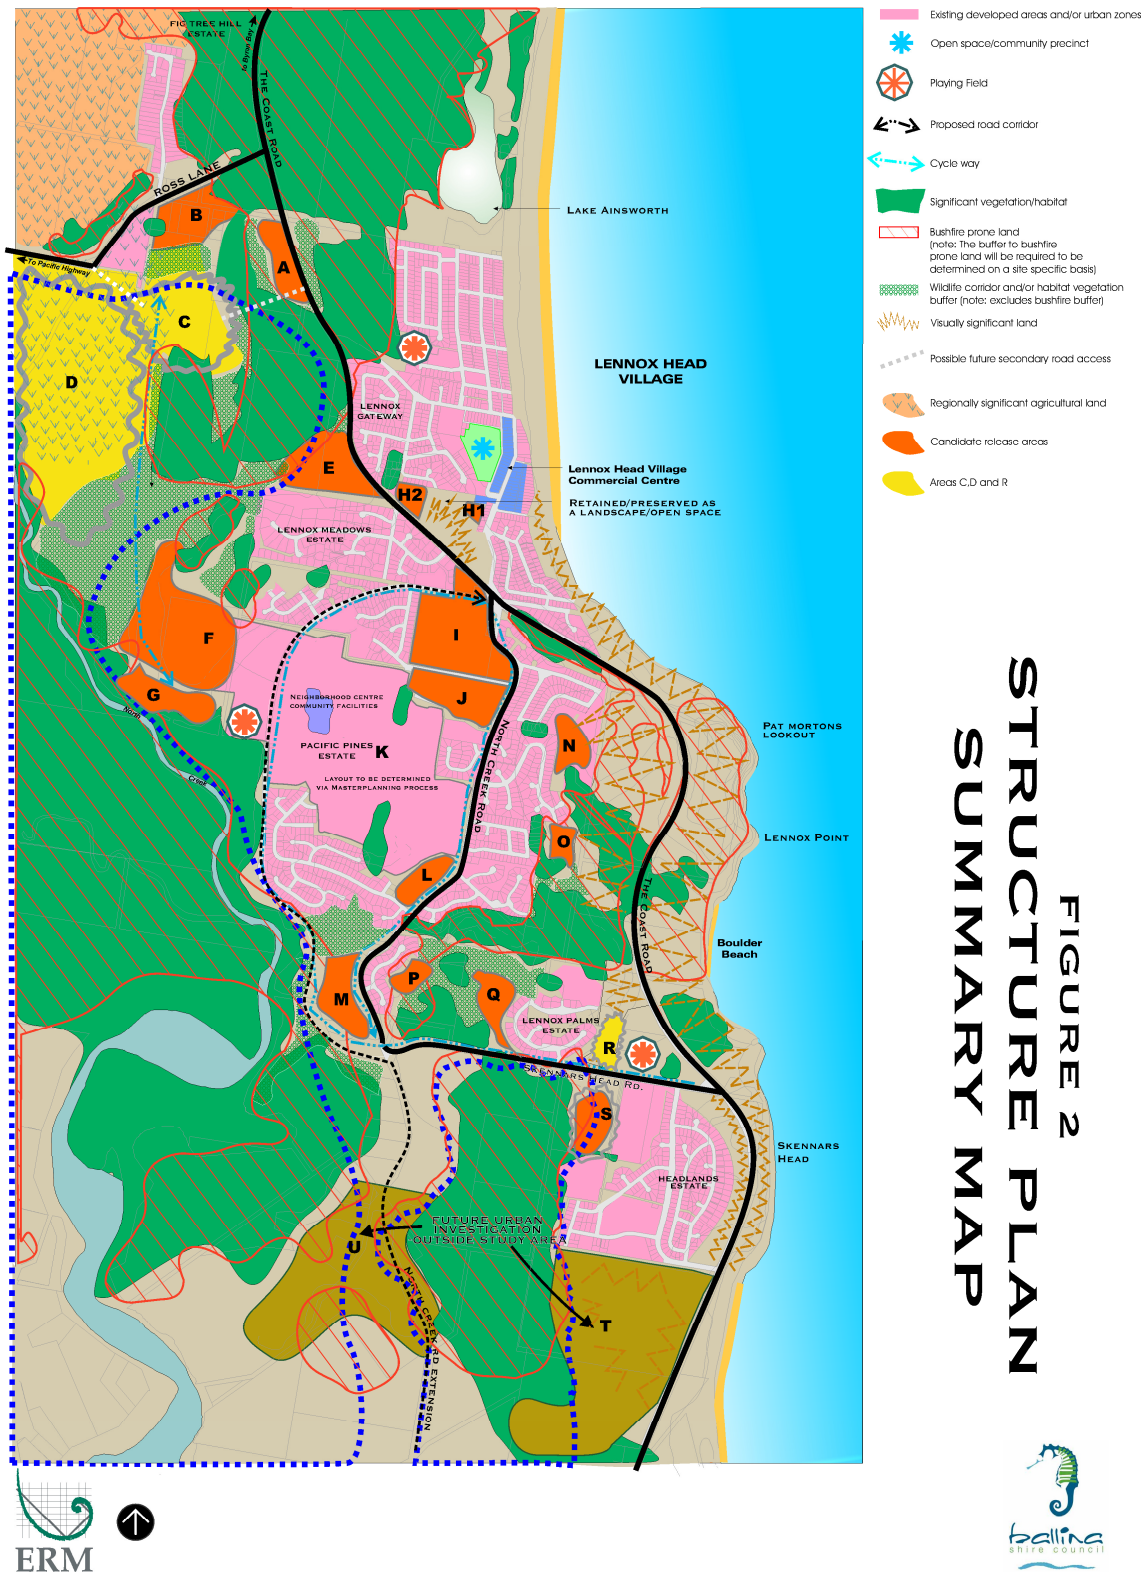 FIG TREE HILL
ESTATE
to Byron Bay
THE COAST ROAD
ROSS LANE
To Pacific Highway
B
A
C
D
LAKE AINSWORTH
LENNOX HEAD
VILLAGE
LENNOX
GATEWAY
E
H2
H1
Lennox Head Village
Commercial Centre
RETAINED/PRESERVED AS
A LANDSCAPE/OPEN SPACE
LENNOX MEADOWS
ESTATE
F
I
G
J
North
Creek
NEIGHBORHOOD CENTRE
COMMUNITY FACILITIES
PACIFIC PINES
ESTATE
K
LAYOUT TO BE DETERMINED
VIA MASTERPLANNING PROCESS
NORTH CREEK ROAD
N
O
L
PAT MORTONS
LOOKOUT
LENNOX POINT
THE COAST ROAD
Boulder
Beach
M
P
Q
LENNOX PALMS
ESTATE
R
SKENNARS HEAD RD.
S
SKENNARS
HEAD
HEADLANDS
ESTATE
FUTURE URBAN
INVESTIGATION
OUTSIDE STUDY AREA
U
T
NORTH CREEK RD EXTENSION
Existing developed areas and/or urban zones
Open space/community precinct
Playing Field
Proposed road corridor
Cycle way
Significant vegetation/habitat
Bushfire prone land
(note: The buffer to bushfire
prone land will be required to be
determined on a site specific basis)
Wildlife corridor and/or habitat vegetation
buffer (note: excludes bushfire buffer)
Visually significant land
Possible future secondary road access
Regionally significant agricultural land
Candidate release areas
Areas C,D and R
FIGURE 2
STRUCTURE PLAN
SUMMARY MAP
ERM
ballina
shire council